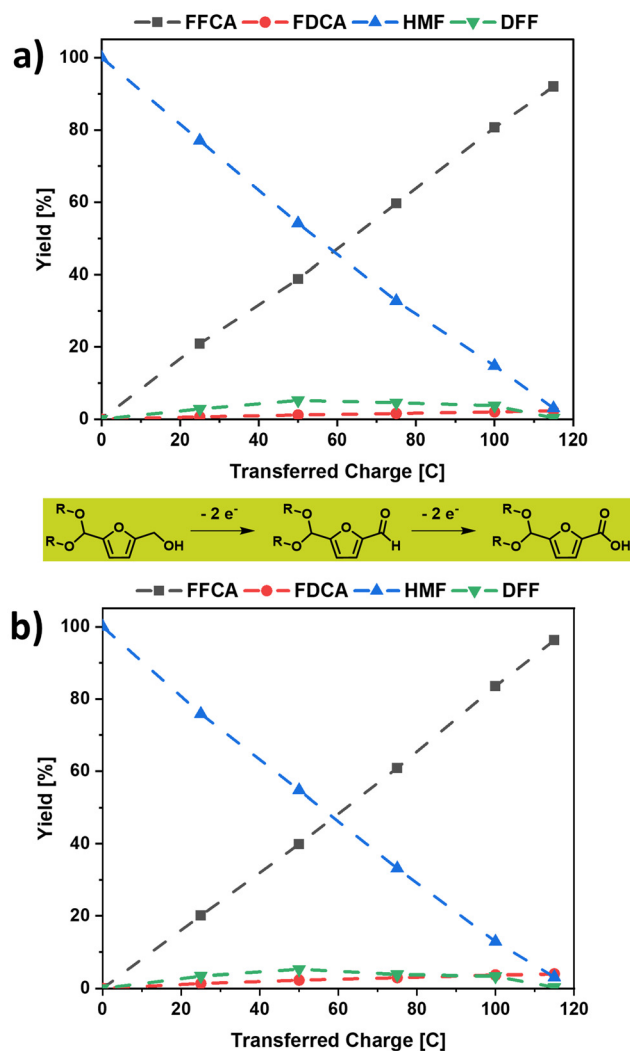 FFCA FDCA HMF DFF
a)
100
80
60
40
20
0
Yield [%]
0 20 40 60 80 100 120
Transferred Charge [C]
R O O OH R O
- 2 e-
R O O O H R O
- 2 e-
R O O O OH R O
FFCA FDCA HMF DFF
b)
100
80
60
40
20
0
Yield [%]
0 20 40 60 80 100 120
Transferred Charge [C]